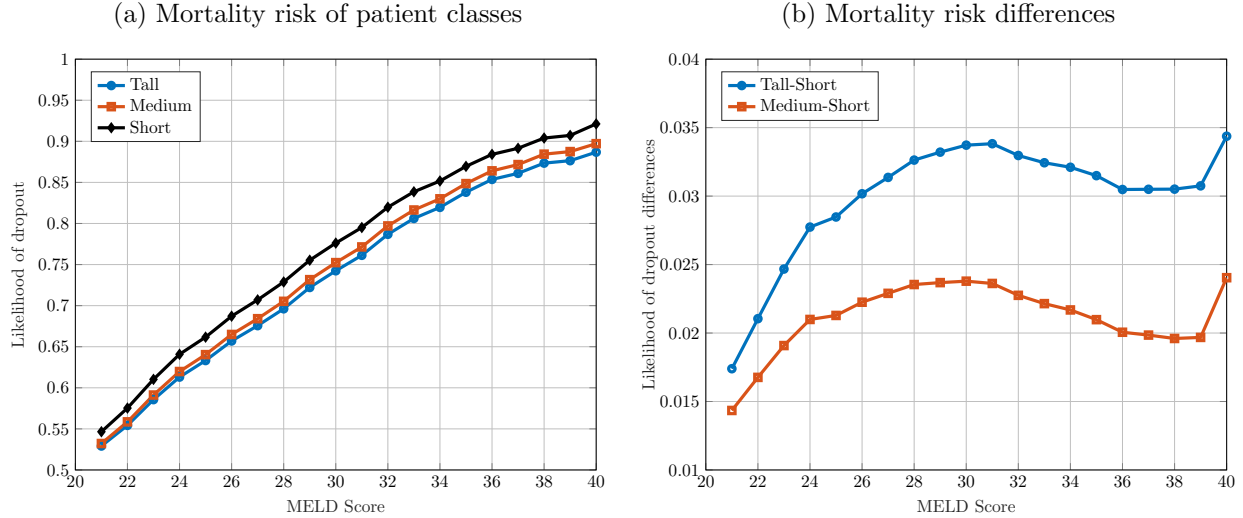 (a) Mortality risk of patient classes
1
0.95
0.9
0.85
0.8
0.75
0.7
0.65
0.6
0.55
0.5
20 22 24 26 28 30 32 34 36 38 40
MELD Score
Likelihood of dropout
Tall
Medium
Short
(b) Mortality risk differences
0.04
0.035
0.03
0.025
0.02
0.015
0.01
20 22 24 26 28 30 32 34 36 38 40
MELD Score
Likelihood of dropout differences
Tall-Short
Medium-Short